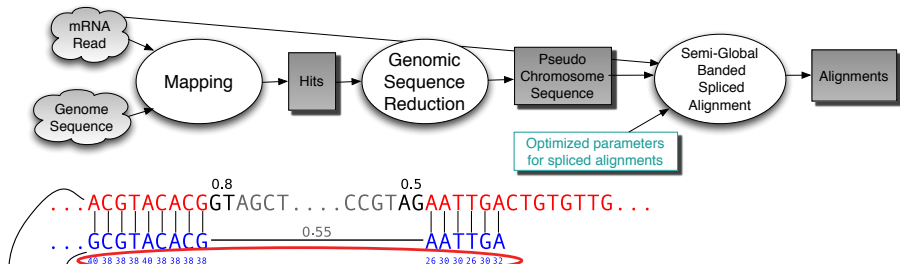 mRNA
Read
Genome
Sequence
Mapping
Hits
Genomic
Sequence
Reduction
Pseudo
Chromosome
Sequence
Semi-Global
Banded
Spliced
Alignment
Alignments
Optimized parameters
for spliced alignments
0.8 0.5
...ACGTACACGGTAGCT....CCGTAGAATTGACTGTGTTG...
...GCGTACACG 0.55 AATTGA
40 38 38 38 40 38 38 38 38 26 30 30 26 30 32